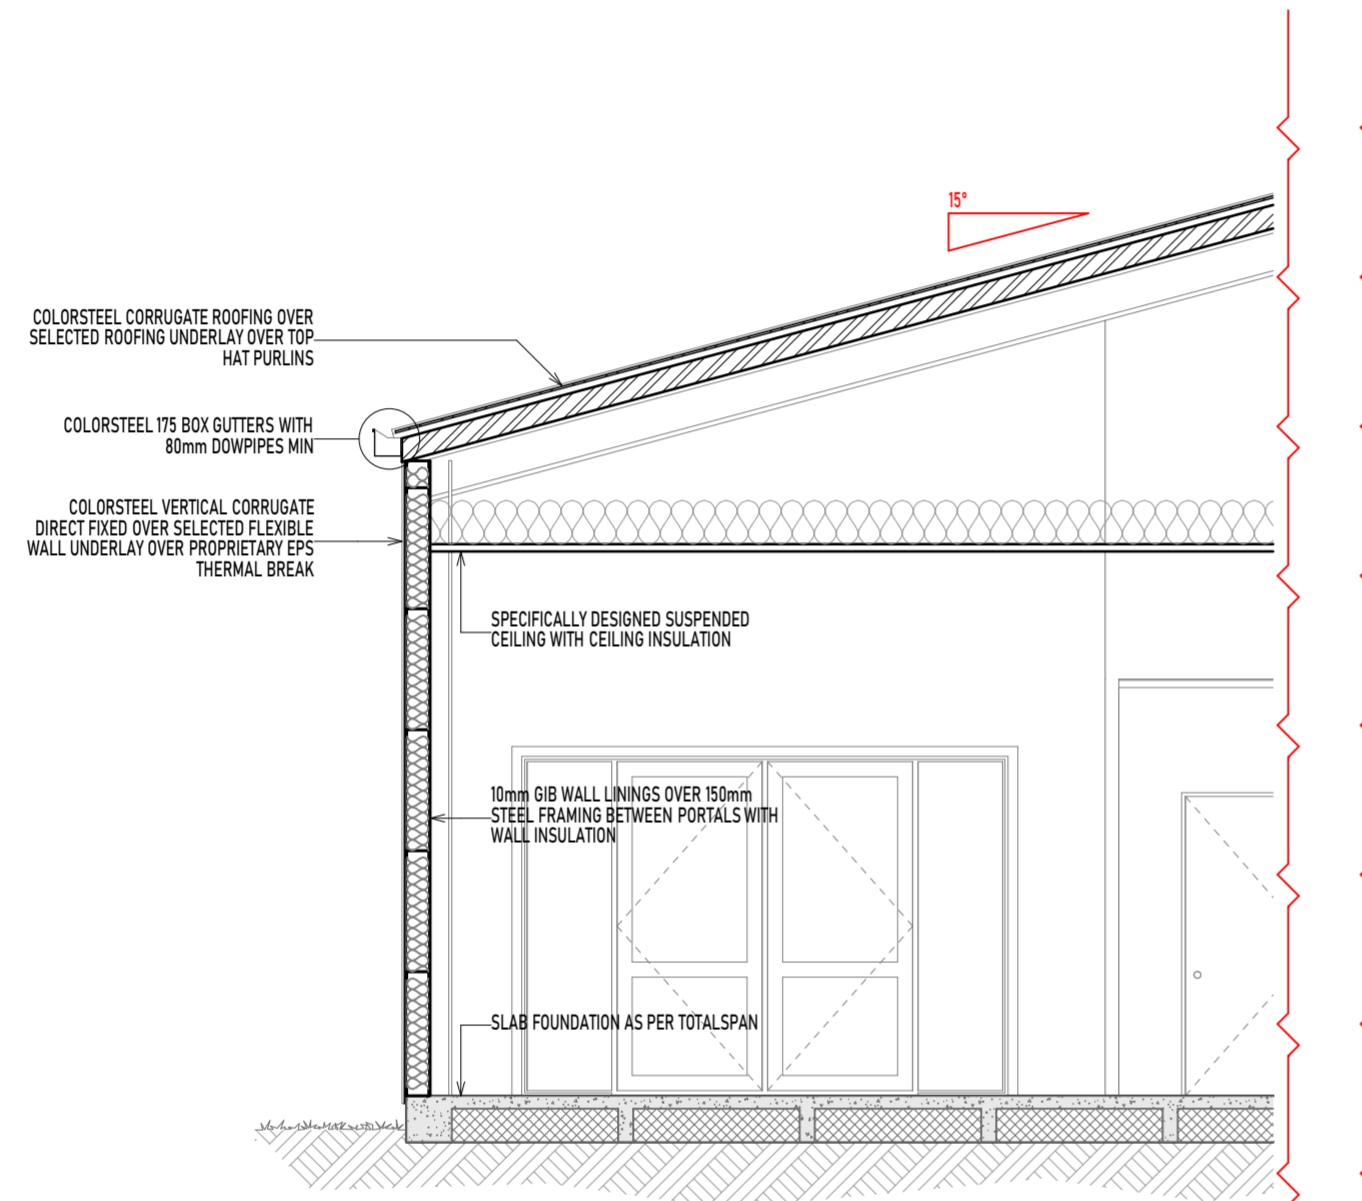 15°
COLORSTEEL CORRUGATE ROOFING OVER
SELECTED ROOFING UNDERLAY OVER TOP
HAT PURLINS
COLORSTEEL 175 BOX GUTTERS WITH
80mm DOWPIPES MIN
COLORSTEEL VERTICAL CORRUGATE
DIRECT FIXED OVER SELECTED FLEXIBLE
WALL UNDERLAY OVER PROPRIETARY EPS
THERMAL BREAK
SPECIFICALLY DESIGNED SUSPENDED
CEILING WITH CEILING INSULATION
10mm GIB WALL LININGS OVER 150mm
STEEL FRAMING BETWEEN PORTALS WITH
WALL INSULATION
SLAB FOUNDATION AS PER TOTALSPAN